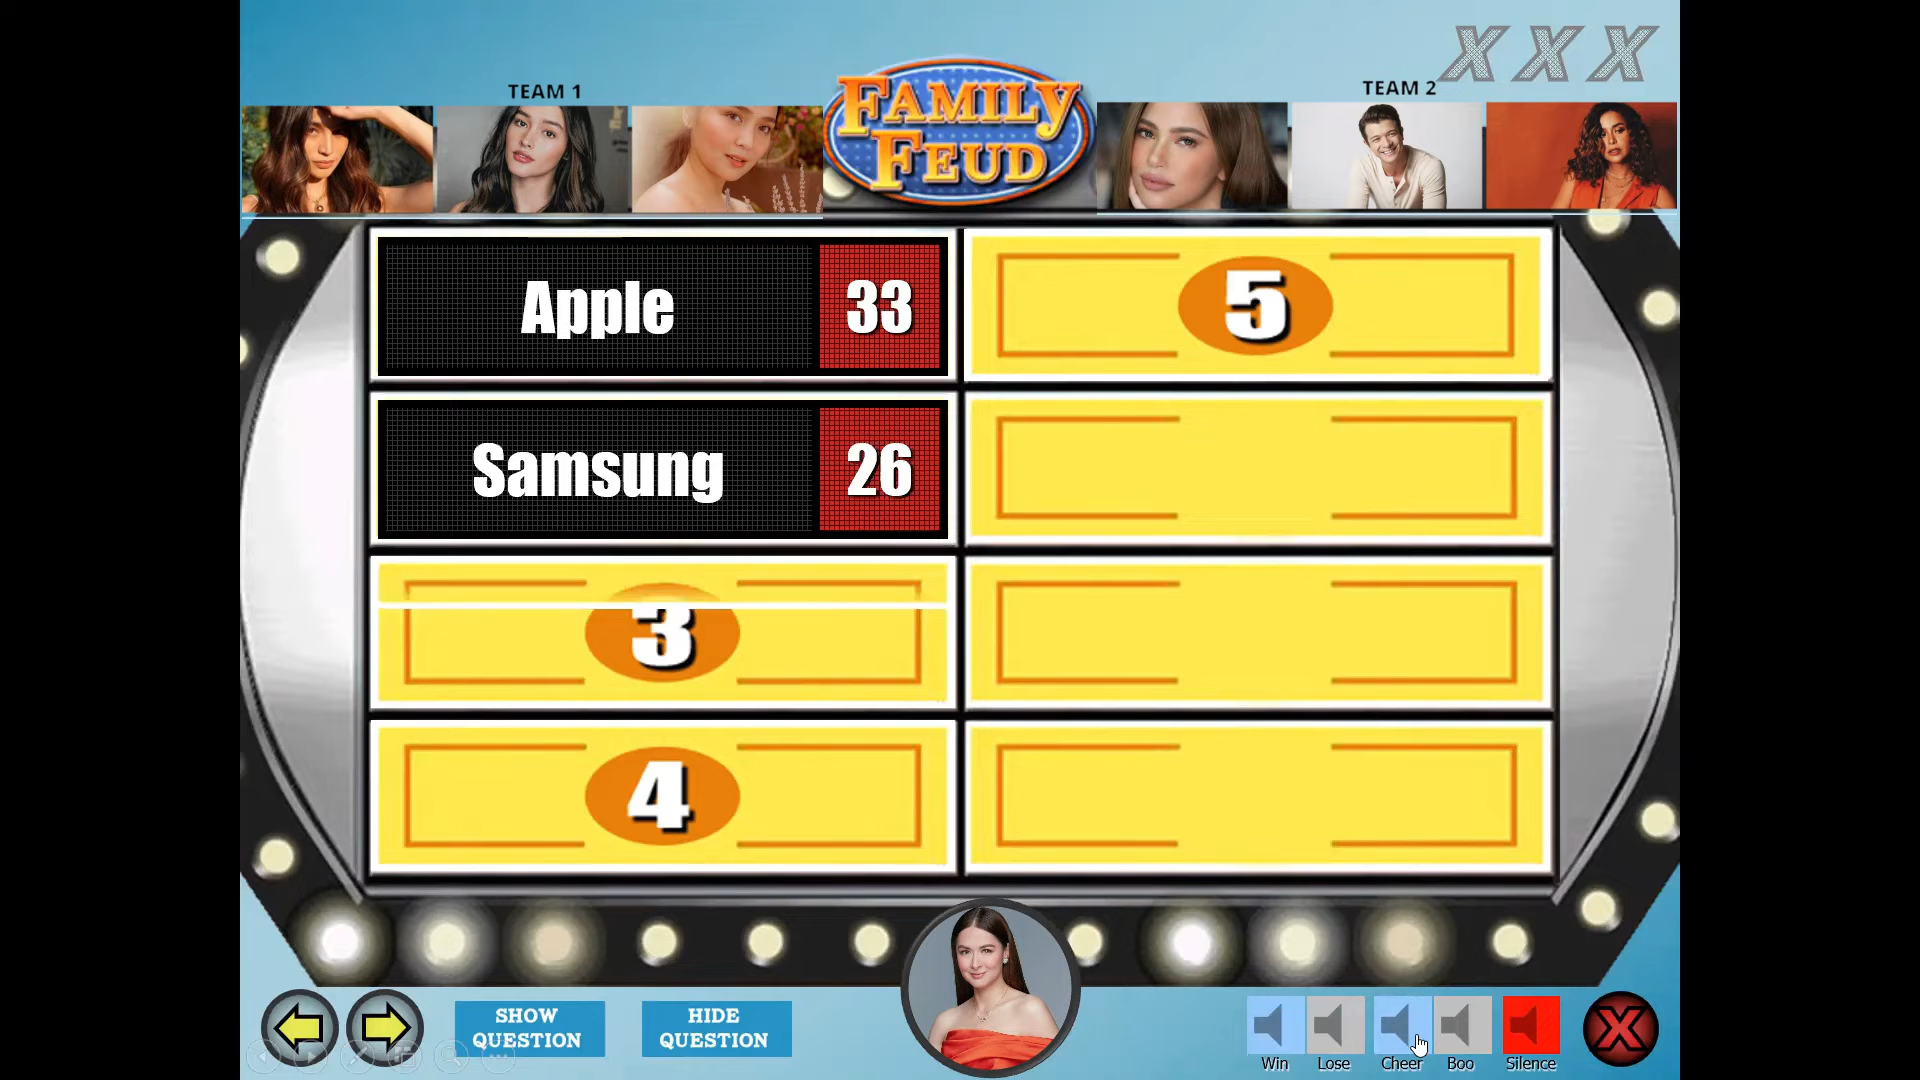 X X X
TEAM 1
TEAM 2
FAMILY
FEUD
Apple 33
5
Samsung 26
3
4
SHOW
QUESTION
HIDE
QUESTION
X
Win Lose Cheer Boo Silence